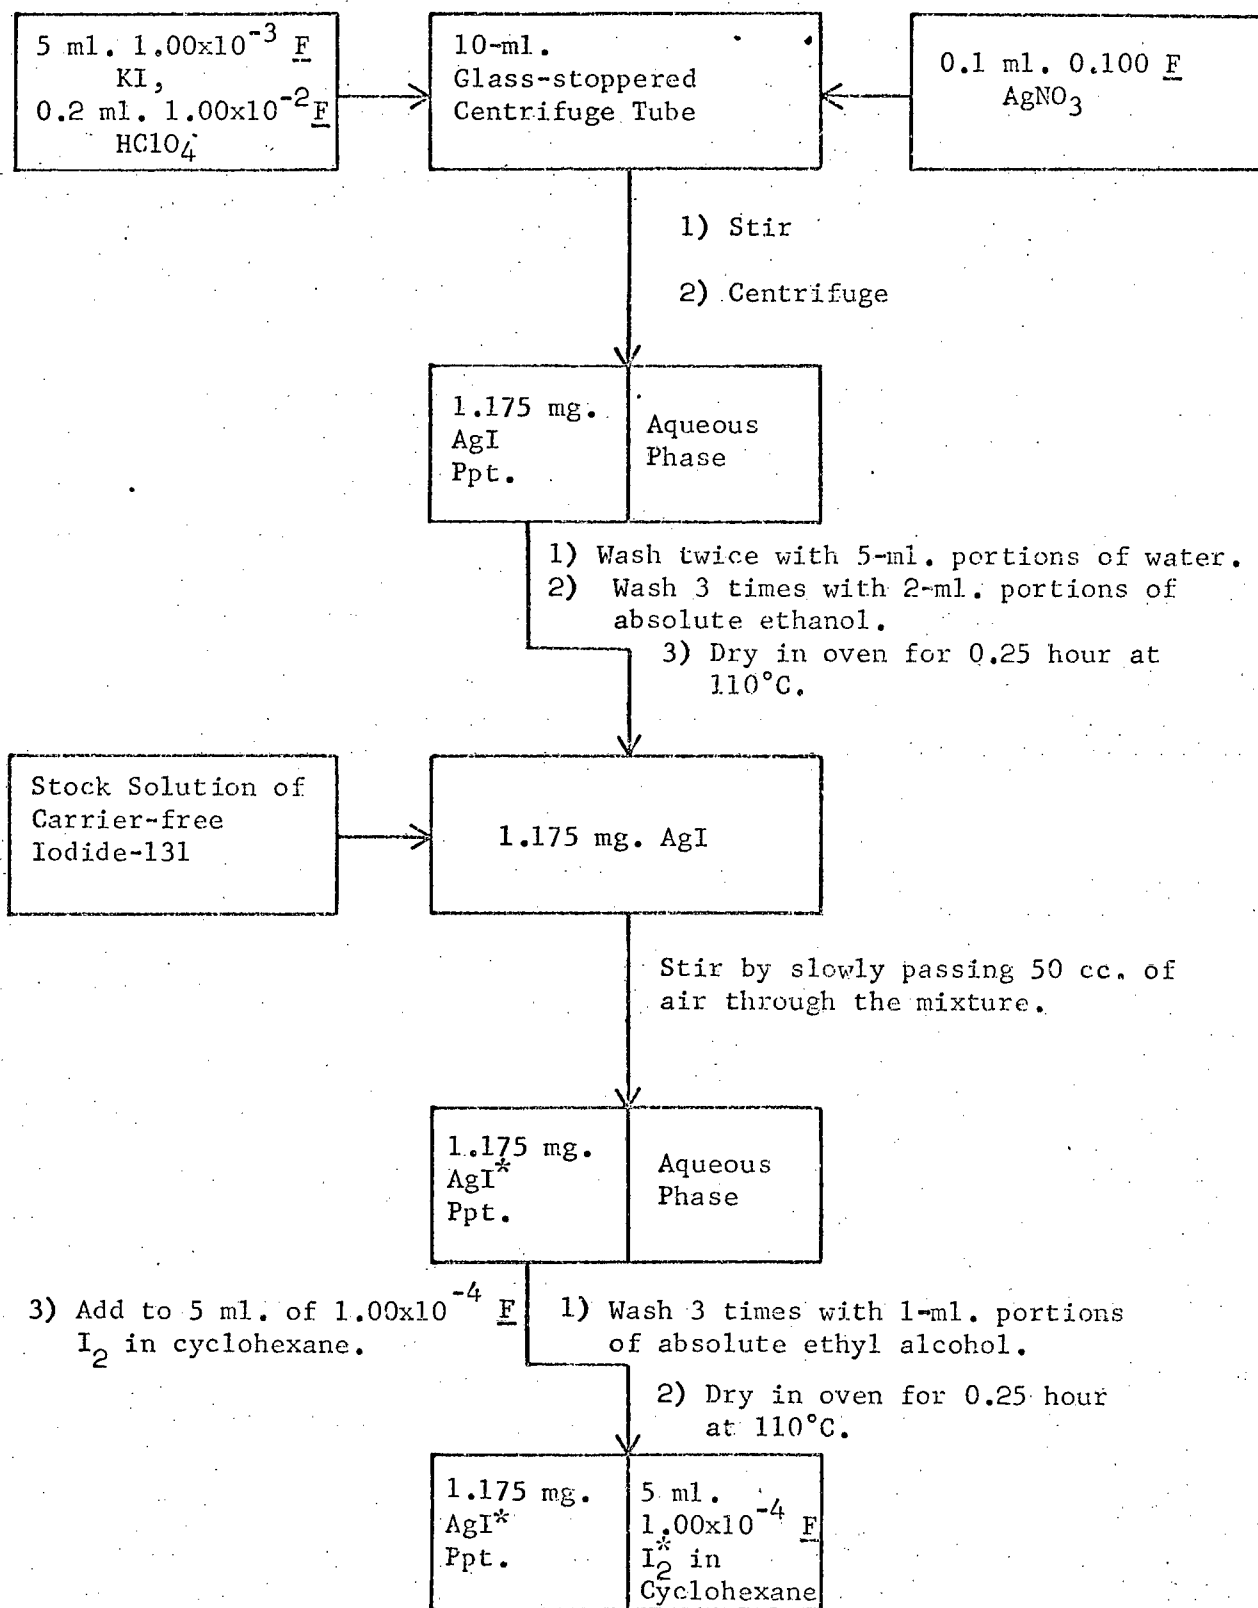 5 ml. 1.00x10⁻³ F
KI,
0.2 ml. 1.00x10⁻² F
HClO₄
10-ml.
Glass-stoppered
Centrifuge Tube
0.1 ml. 0.100 F
AgNO₃
1) Stir
2) Centrifuge
1.175 mg.
AgI
Ppt.
Aqueous
Phase
1) Wash twice with 5-ml. portions of water.
2) Wash 3 times with 2-ml. portions of
absolute ethanol.
3) Dry in oven for 0.25 hour at
110°C.
Stock Solution of
Carrier-free
Iodide-131
1.175 mg. AgI
Stir by slowly passing 50 cc. of
air through the mixture.
1.175 mg.
AgI*
Ppt.
Aqueous
Phase
3) Add to 5 ml. of 1.00x10⁻⁴ F
I₂ in cyclohexane.
1) Wash 3 times with 1-ml. portions
of absolute ethyl alcohol.
2) Dry in oven for 0.25 hour
at 110°C.
1.175 mg.
AgI*
Ppt.
5 ml.
1.00x10⁻⁴ F
I₂* in
Cyclohexane